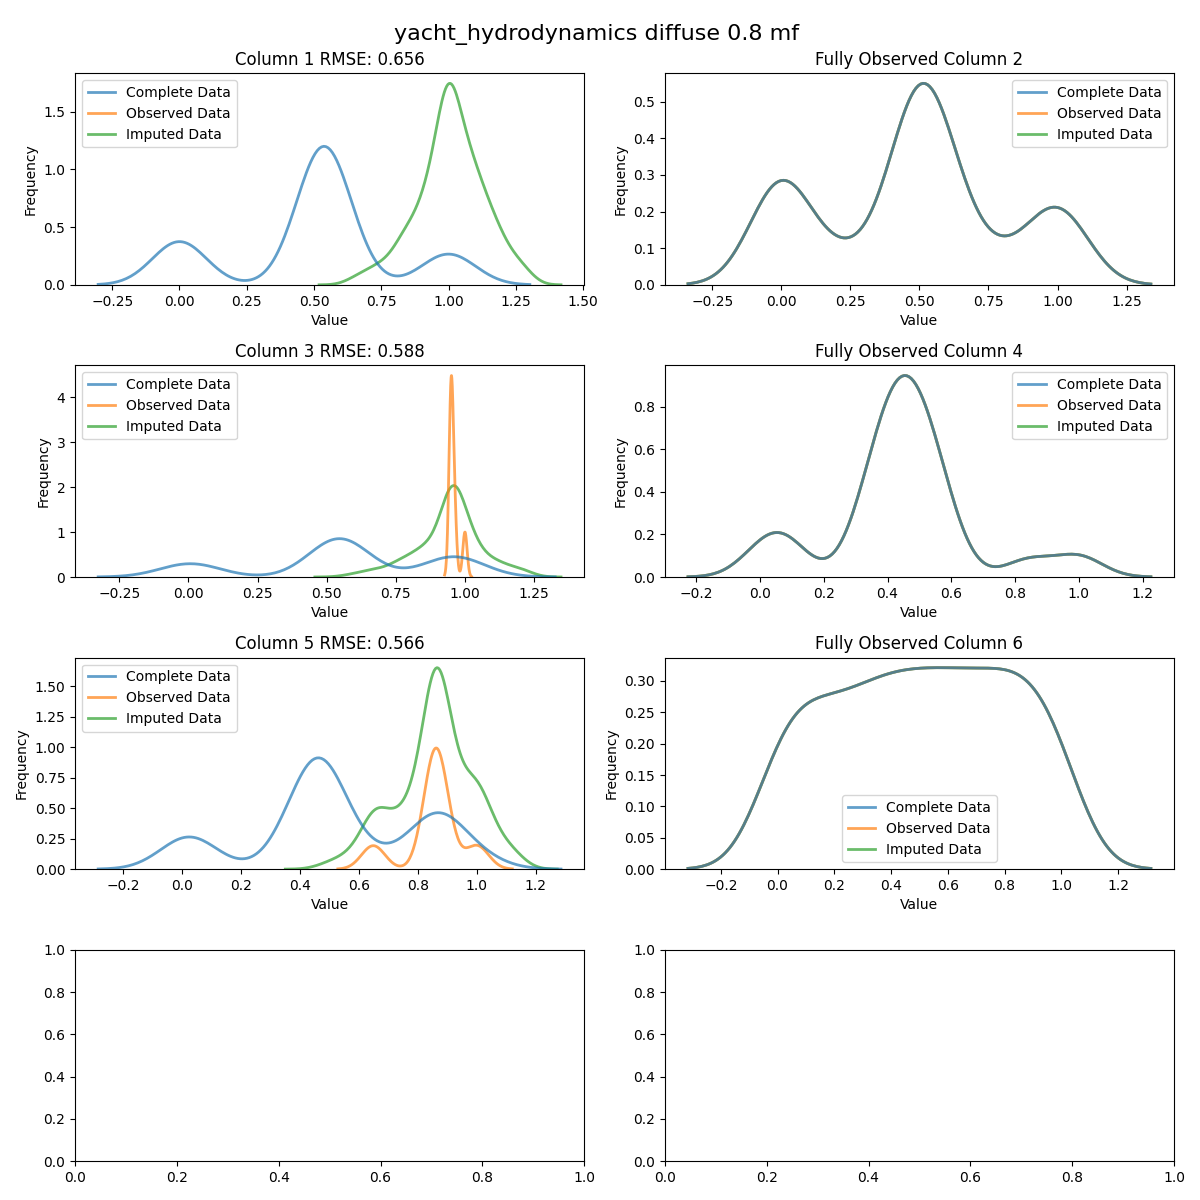 yacht_hydrodynamics diffuse 0.8 mf
Column 1 RMSE: 0.656
Complete Data
Observed Data
Imputed Data
Frequency
0.0
0.5
1.0
1.5
−0.25 0.00 0.25 0.50 0.75 1.00 1.25 1.50
Value
Fully Observed Column 2
Complete Data
Observed Data
Imputed Data
Frequency
0.0
0.1
0.2
0.3
0.4
0.5
−0.25 0.00 0.25 0.50 0.75 1.00 1.25
Value
Column 3 RMSE: 0.588
Complete Data
Observed Data
Imputed Data
Frequency
0
1
2
3
4
−0.25 0.00 0.25 0.50 0.75 1.00 1.25
Value
Fully Observed Column 4
Complete Data
Observed Data
Imputed Data
Frequency
0.0
0.2
0.4
0.6
0.8
−0.2 0.0 0.2 0.4 0.6 0.8 1.0 1.2
Value
Column 5 RMSE: 0.566
Complete Data
Observed Data
Imputed Data
Frequency
0.00
0.25
0.50
0.75
1.00
1.25
1.50
−0.2 0.0 0.2 0.4 0.6 0.8 1.0 1.2
Value
Fully Observed Column 6
Complete Data
Observed Data
Imputed Data
Frequency
0.00
0.05
0.10
0.15
0.20
0.25
0.30
−0.2 0.0 0.2 0.4 0.6 0.8 1.0 1.2
Value
0.0
0.2
0.4
0.6
0.8
1.0
0.0 0.2 0.4 0.6 0.8 1.0
0.0
0.2
0.4
0.6
0.8
1.0
0.0 0.2 0.4 0.6 0.8 1.0